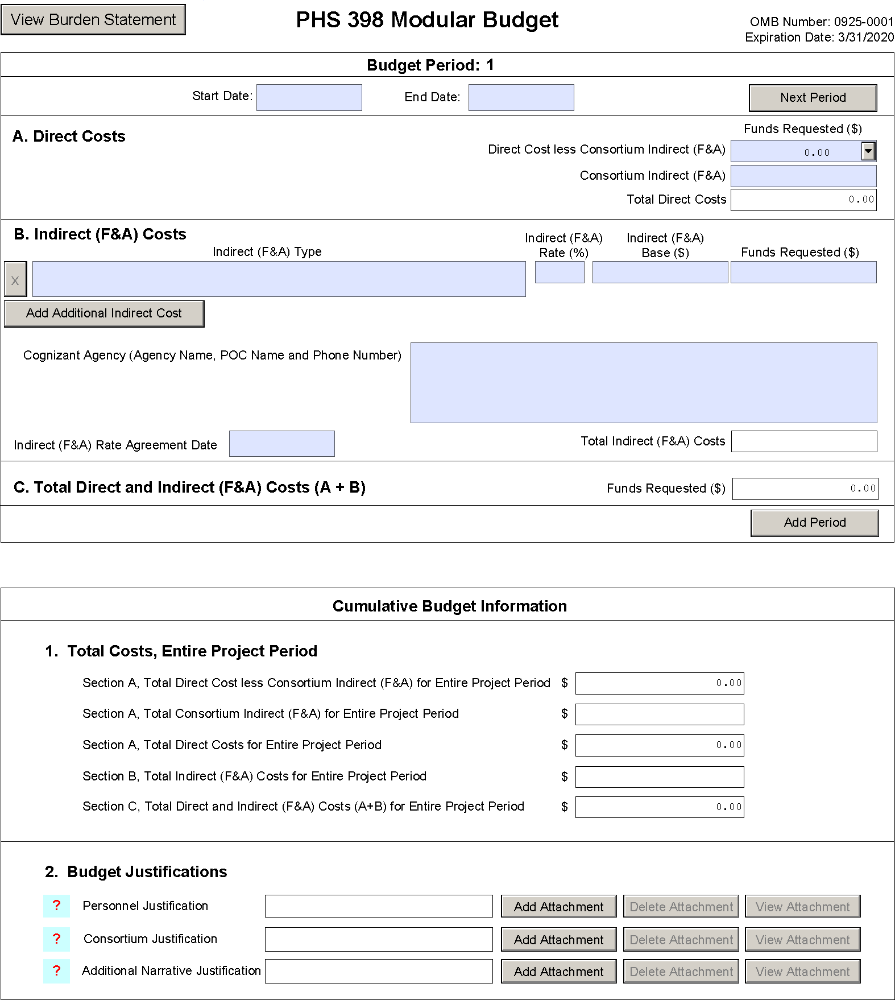 View Burden Statement
PHS 398 Modular Budget
OMB Number: 0925-0001
Expiration Date: 3/31/2020
Budget Period: 1
Start Date:
End Date:
Next Period
A. Direct Costs
Funds Requested ($)
Direct Cost less Consortium Indirect (F&A)
0.00
Consortium Indirect (F&A)
Total Direct Costs
0.00
B. Indirect (F&A) Costs
Indirect (F&A) Type
Indirect (F&A)
Rate (%)
Indirect (F&A)
Base ($)
Funds Requested ($)
X
Add Additional Indirect Cost
Cognizant Agency (Agency Name, POC Name and Phone Number)
Indirect (F&A) Rate Agreement Date
Total Indirect (F&A) Costs
C. Total Direct and Indirect (F&A) Costs (A + B)
Funds Requested ($)
0.00
Add Period
Cumulative Budget Information
1. Total Costs, Entire Project Period
Section A, Total Direct Cost less Consortium Indirect (F&A) for Entire Project Period $ 0.00
Section A, Total Consortium Indirect (F&A) for Entire Project Period $
Section A, Total Direct Costs for Entire Project Period $ 0.00
Section B, Total Indirect (F&A) Costs for Entire Project Period $
Section C, Total Direct and Indirect (F&A) Costs (A+B) for Entire Project Period $ 0.00
2. Budget Justifications
? Personnel Justification Add Attachment Delete Attachment View Attachment
? Consortium Justification Add Attachment Delete Attachment View Attachment
? Additional Narrative Justification Add Attachment Delete Attachment View Attachment